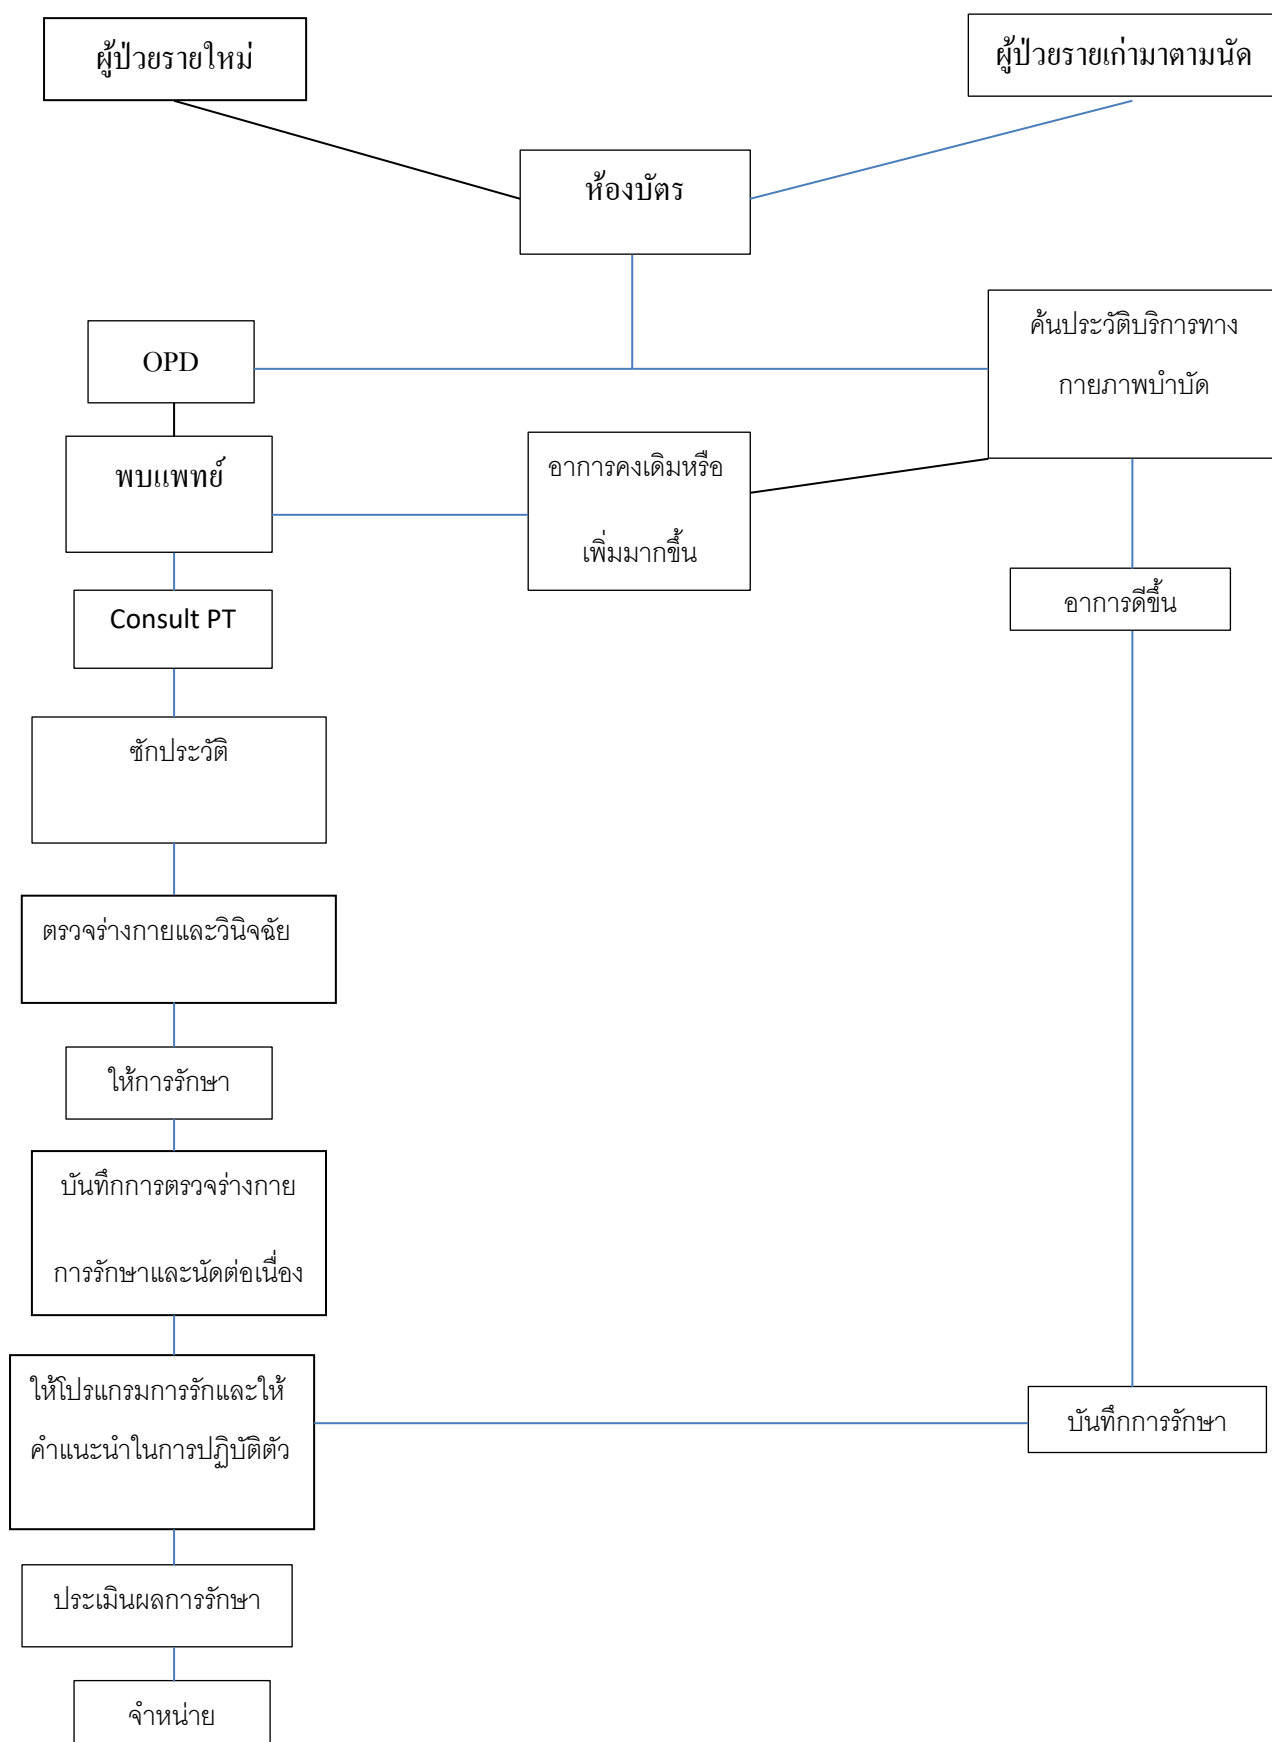 ผู้ป่วยรายใหม่
ผู้ป่วยรายเก่ามาตามนัด
ห้องบัตร
OPD
ค้นประวัติบริการทาง
กายภาพบำบัด
พบแพทย์
อาการคงเดิมหรือ
เพิ่มมากขึ้น
Consult PT
อาการดีขึ้น
ซักประวัติ
ตรวจร่างกายและวินิจฉัย
ให้การรักษา
บันทึกการตรวจร่างกาย
การรักษาและนัดต่อเนื่อง
ให้โปรแกรมการรักและให้
คำแนะนำในการปฏิบัติตัว
บันทึกการรักษา
ประเมินผลการรักษา
จำหน่าย